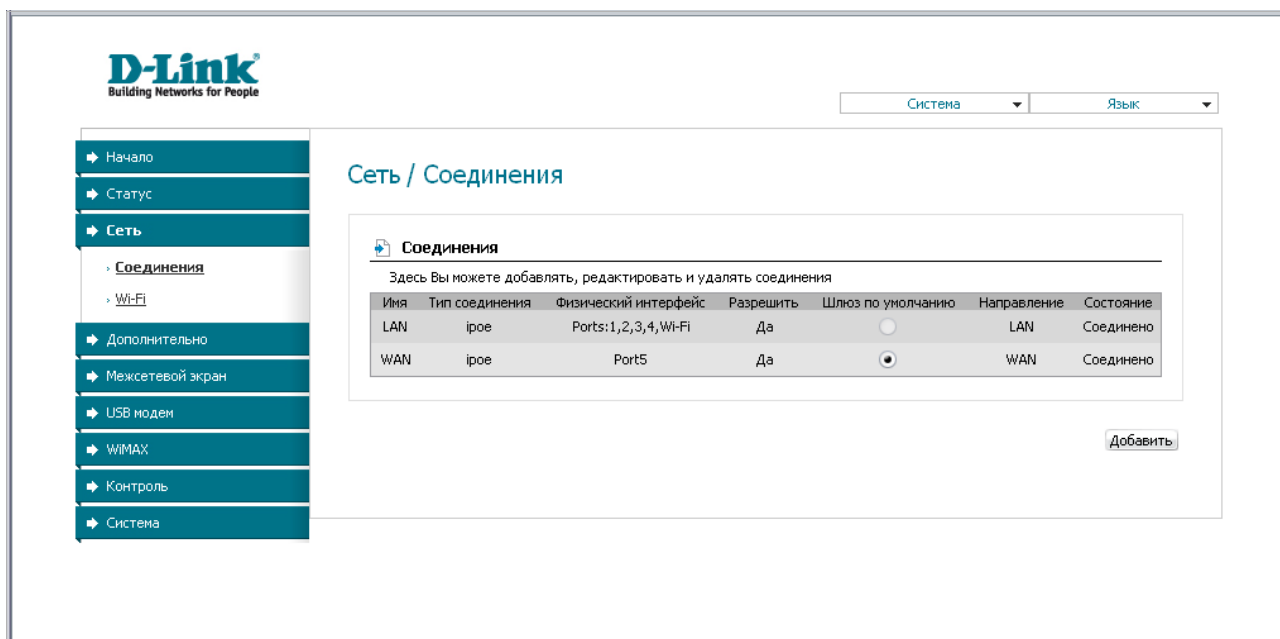 D-Link
Building Networks for People
Система Язык
Начало
Статус
Сеть
Соединения
Wi-Fi
Дополнительно
Межсетевой экран
USB модем
WiMAX
Контроль
Система
Сеть / Соединения
Соединения
Здесь Вы можете добавлять, редактировать и удалять соединения
Имя Тип соединения Физический интерфейс Разрешить Шлюз по умолчанию Направление Состояние
LAN ipoe Ports:1,2,3,4,Wi-Fi Да LAN Соединено
WAN ipoe Port5 Да WAN Соединено
Добавить